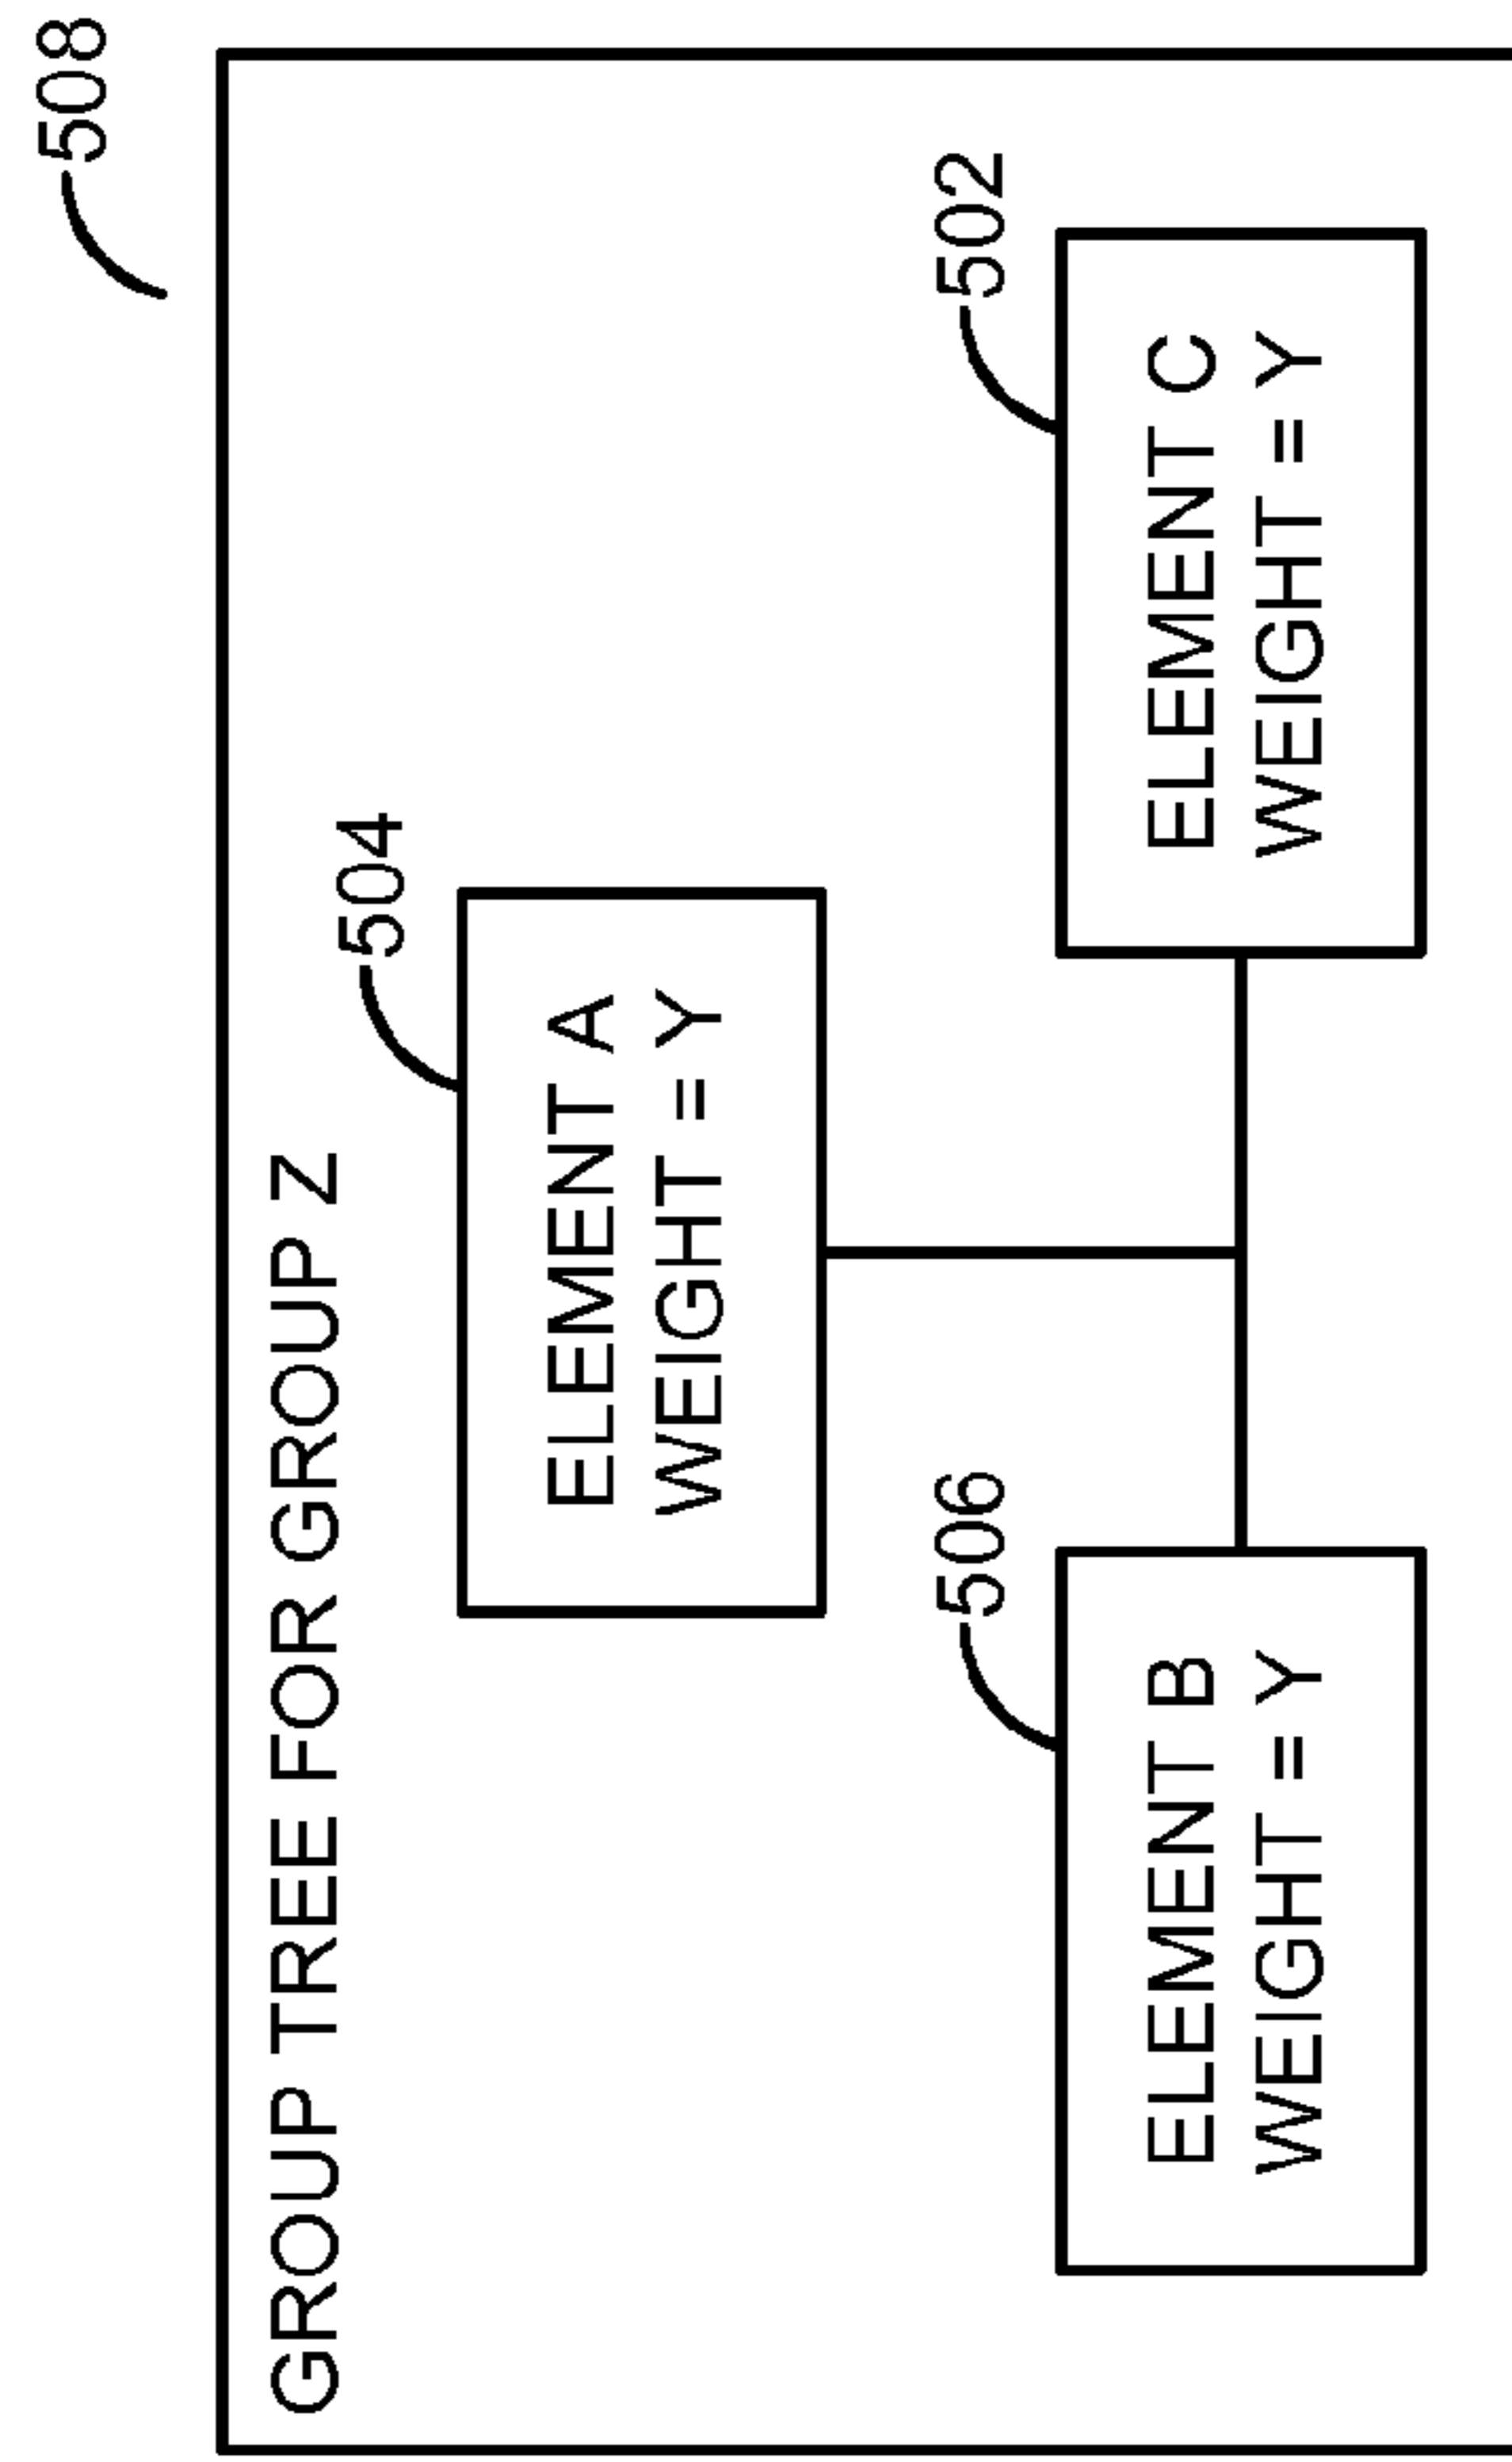 508
GROUP TREE FOR GROUP Z
504
ELEMENT A
WEIGHT = Y
506
ELEMENT B
WEIGHT = Y
502
ELEMENT C
WEIGHT = Y